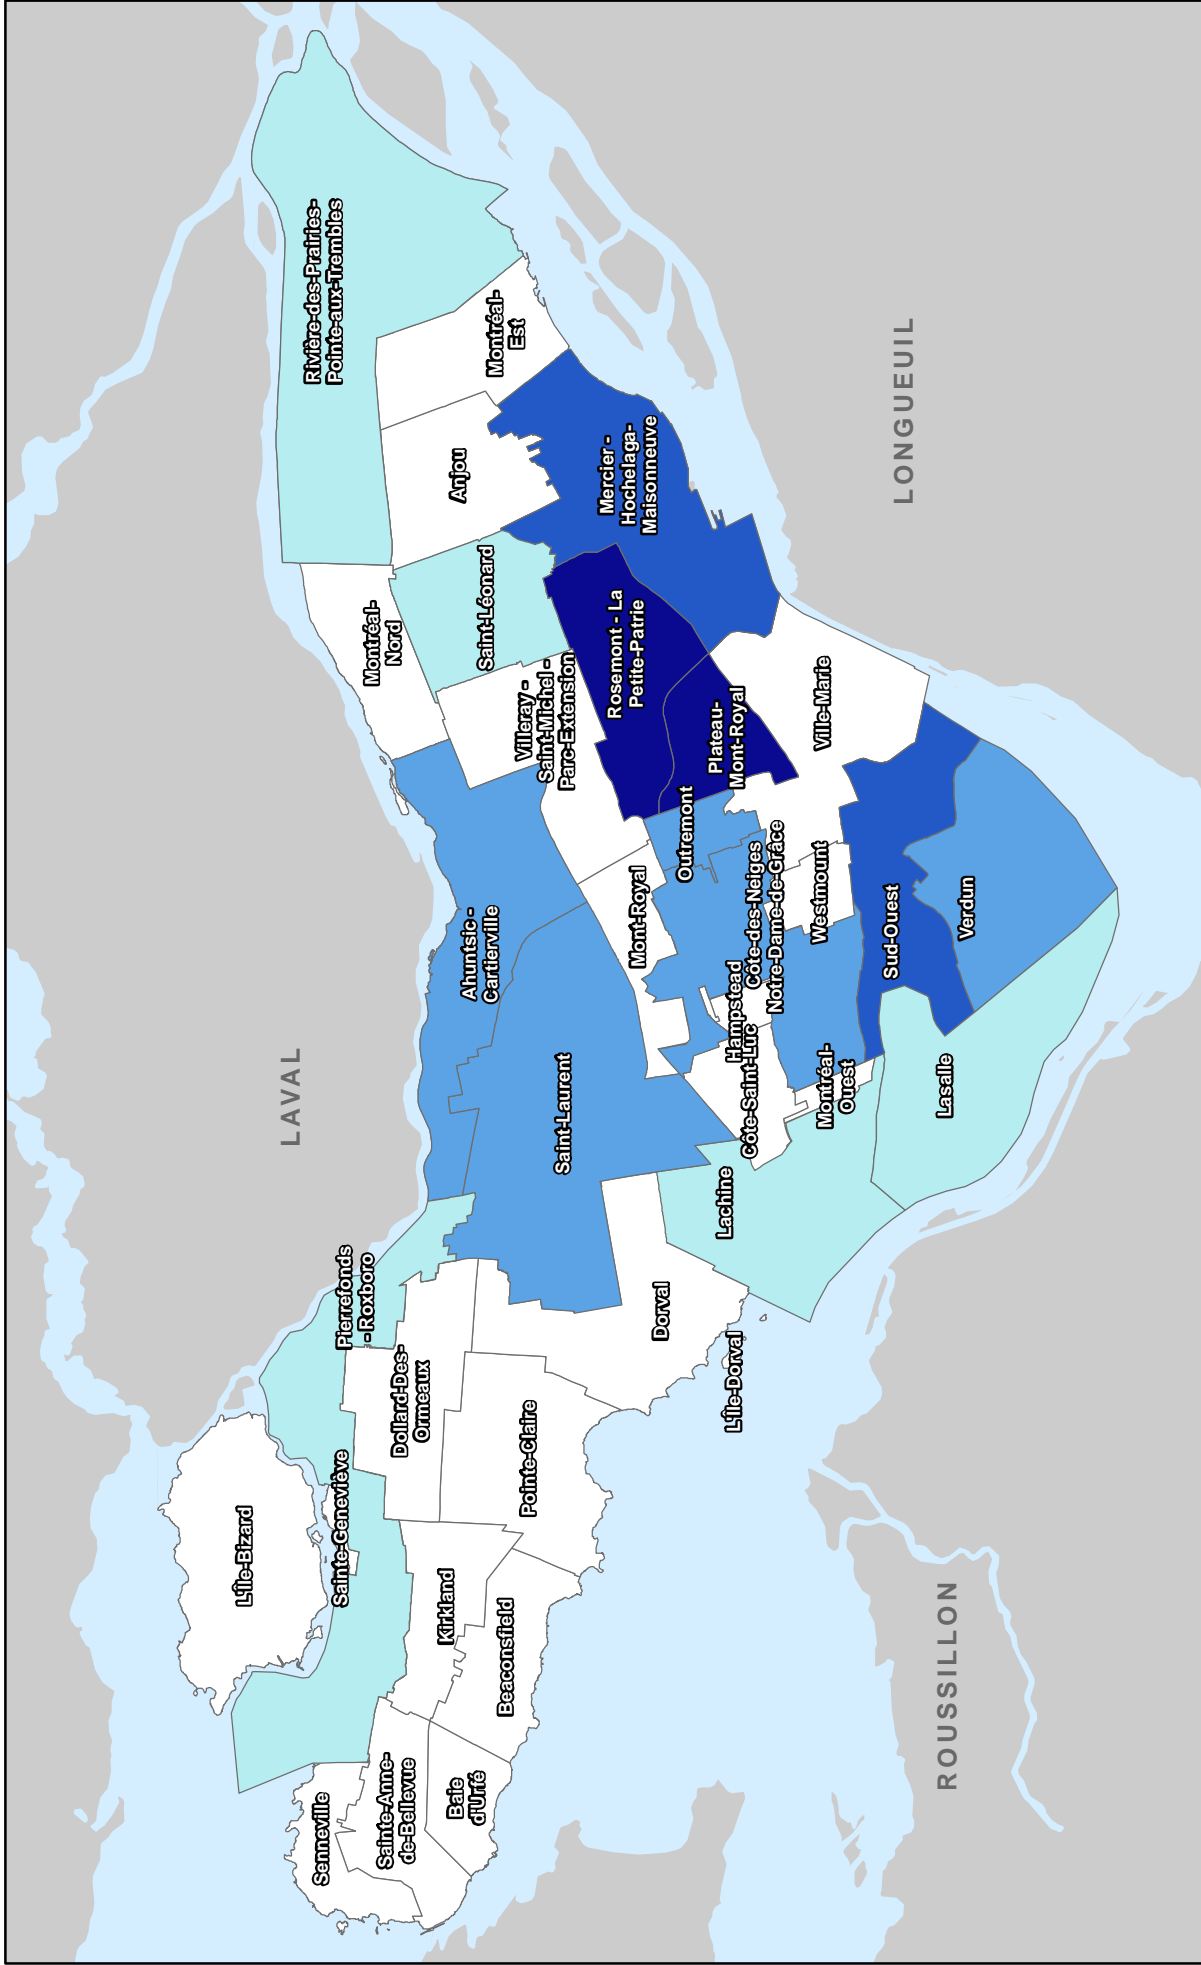 Rivière-des-Prairies-
Pointe-aux-Trembles
Montréal-
Est
Anjou
Mercier -
Hochelaga-
Maisonneuve
LONGUEUIL
Montréal-
Nord
Saint-Léonard
Villeray -
Saint-Michel -
Parc-Extension
Rosemont - La
Petite-Patrie
Plateau-
Mont-Royal
Ville-Marie
Outremont
Ahuntsic -
Cartierville
Mont-Royal
Côte-des-Neiges
Notre-Dame-de-Grâce
Westmount
Sud-Ouest
Verdun
LAVAL
Saint-Laurent
Hampstead
Côte-Saint-Luc
Montréal-
Ouest
Lasalle
Lachine
Pierrefonds
- Roxboro
Dollard-Des-
Ormeaux
Dorval
L'Île-Dorval
Pointe-Claire
L'Île-Bizard
Sainte-Geneviève
Kirkland
Beaconsfield
ROUSSILLON
Senneville
Sainte-Anne-
de-Bellevue
Baie
d'Urfé